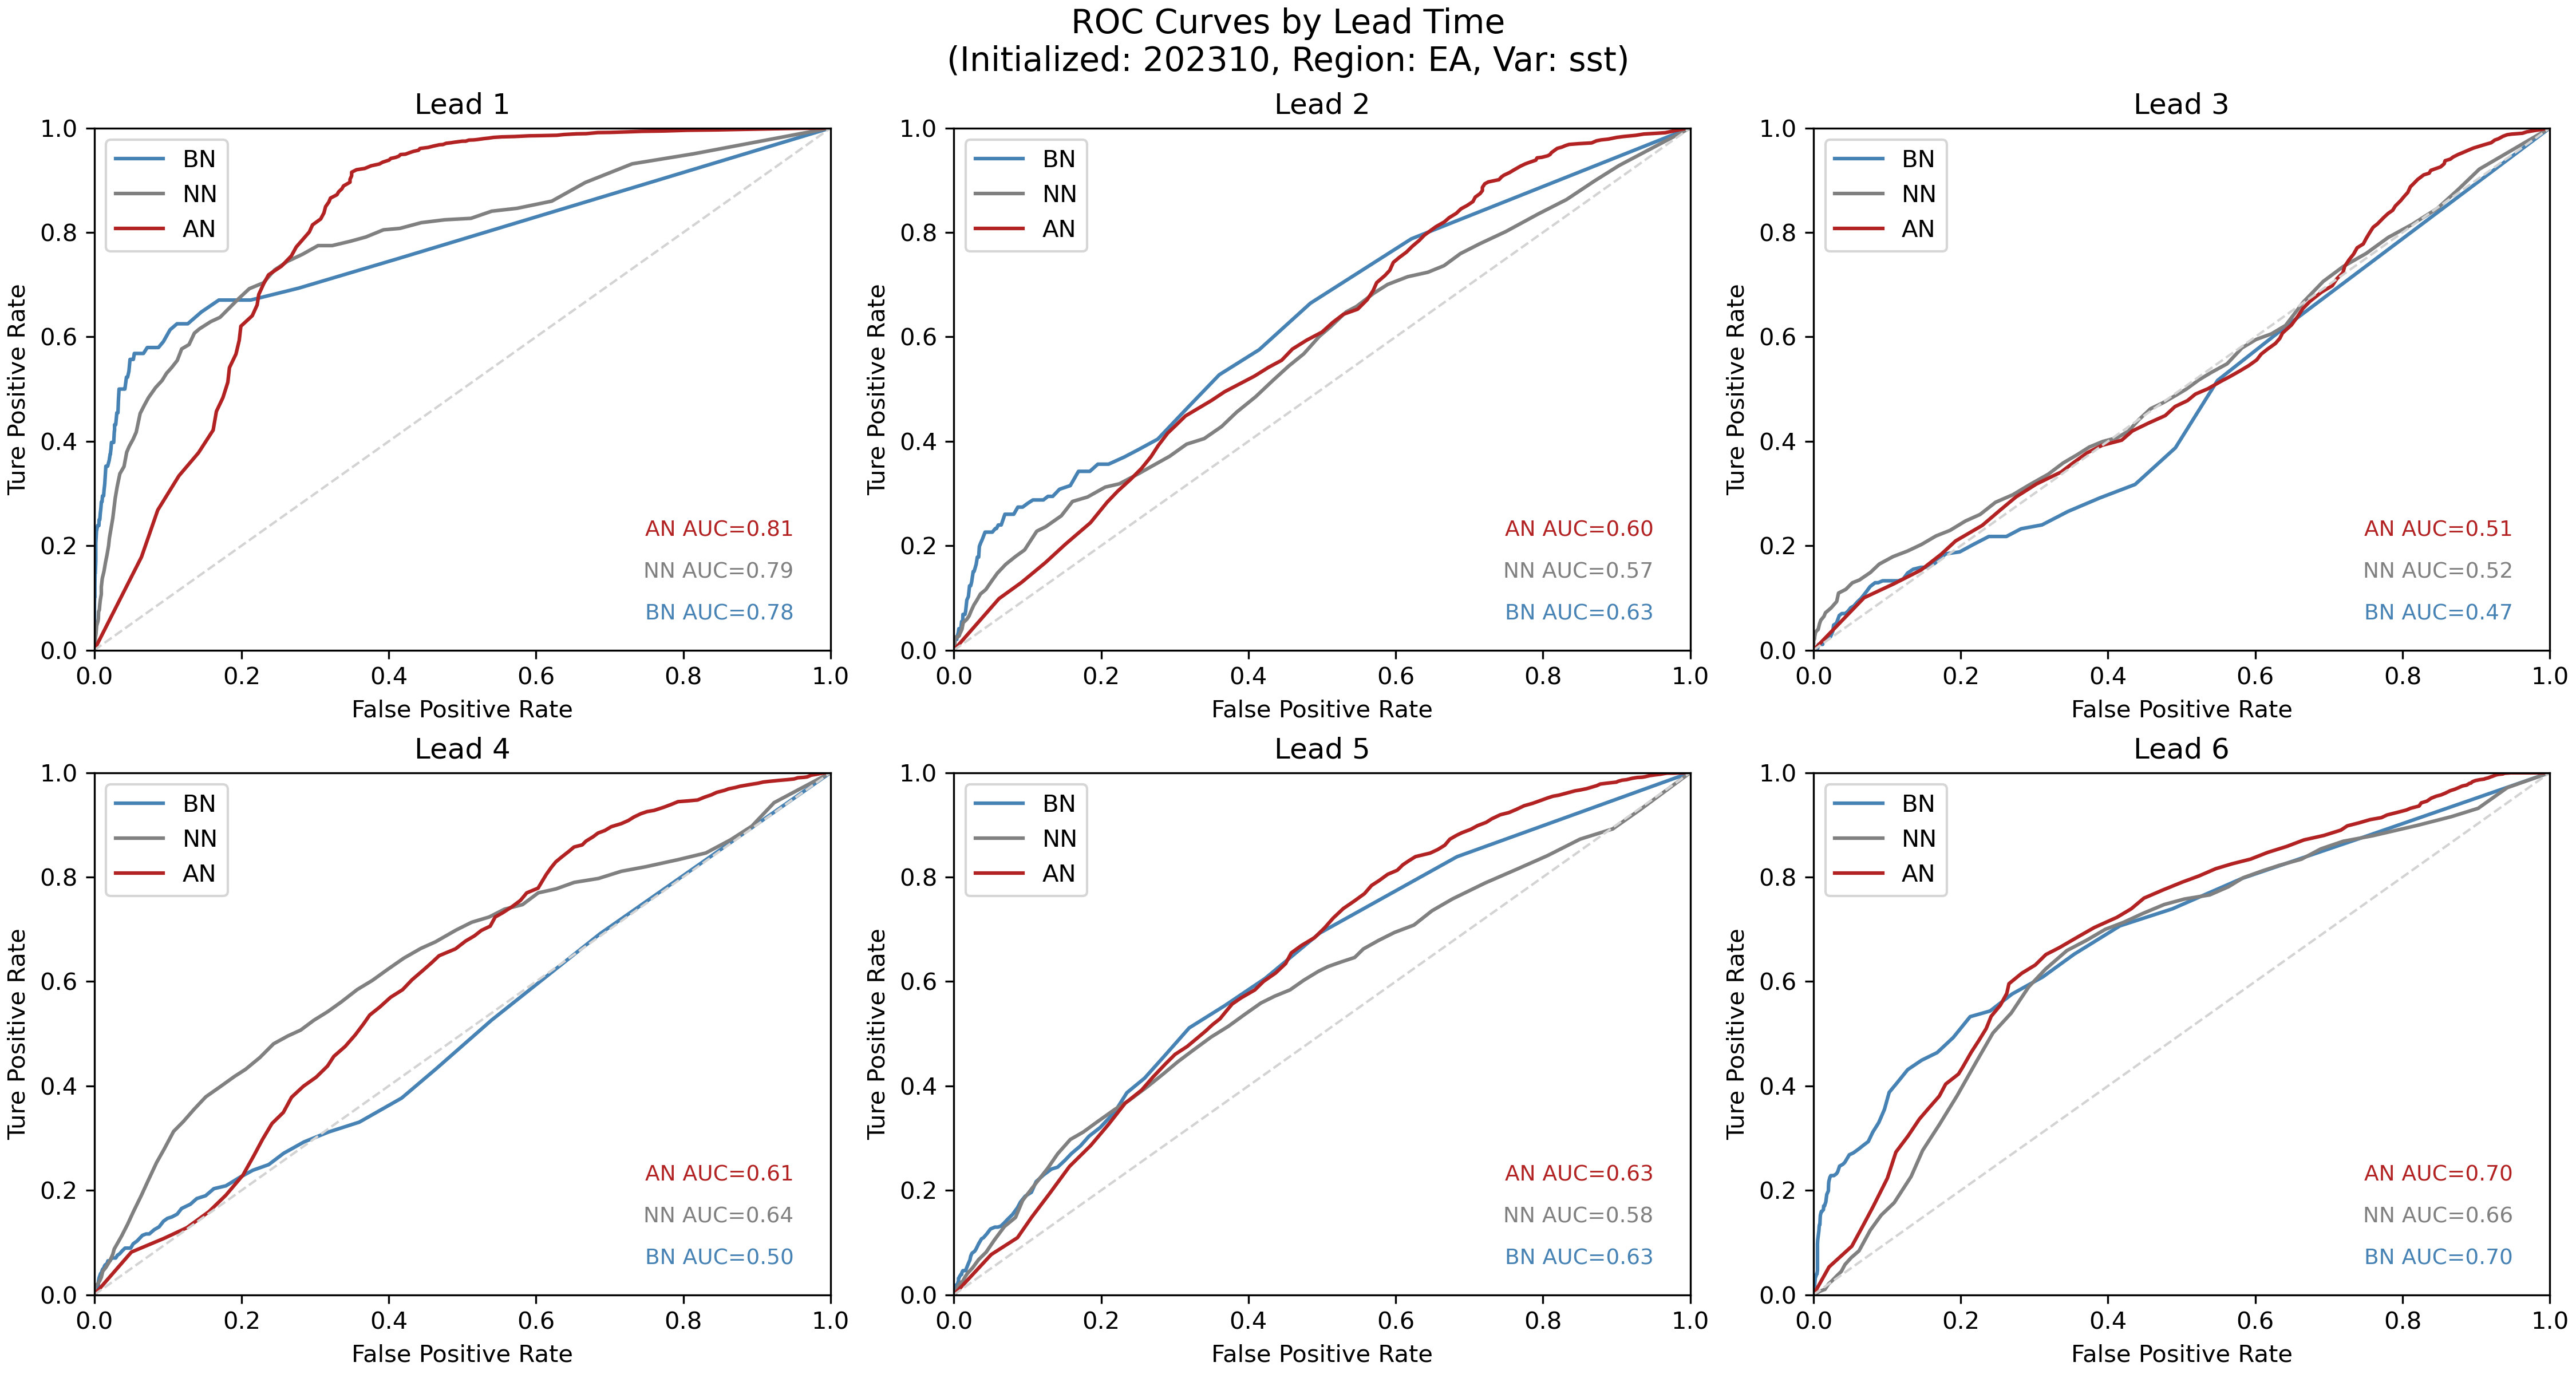 ROC Curves by Lead Time
(Initialized: 202310, Region: EA, Var: sst)
Lead 1
1.0
0.8
0.6
0.4
0.2
0.0
Ture Positive Rate
BN
NN
AN
AN AUC=0.81
NN AUC=0.79
BN AUC=0.78
0.0 0.2 0.4 0.6 0.8 1.0
False Positive Rate
Lead 2
1.0
0.8
0.6
0.4
0.2
0.0
Ture Positive Rate
BN
NN
AN
AN AUC=0.60
NN AUC=0.57
BN AUC=0.63
0.0 0.2 0.4 0.6 0.8 1.0
False Positive Rate
Lead 3
1.0
0.8
0.6
0.4
0.2
0.0
Ture Positive Rate
BN
NN
AN
AN AUC=0.51
NN AUC=0.52
BN AUC=0.47
0.0 0.2 0.4 0.6 0.8 1.0
False Positive Rate
Lead 4
1.0
0.8
0.6
0.4
0.2
0.0
Ture Positive Rate
BN
NN
AN
AN AUC=0.61
NN AUC=0.64
BN AUC=0.50
0.0 0.2 0.4 0.6 0.8 1.0
False Positive Rate
Lead 5
1.0
0.8
0.6
0.4
0.2
0.0
Ture Positive Rate
BN
NN
AN
AN AUC=0.63
NN AUC=0.58
BN AUC=0.63
0.0 0.2 0.4 0.6 0.8 1.0
False Positive Rate
Lead 6
1.0
0.8
0.6
0.4
0.2
0.0
Ture Positive Rate
BN
NN
AN
AN AUC=0.70
NN AUC=0.66
BN AUC=0.70
0.0 0.2 0.4 0.6 0.8 1.0
False Positive Rate